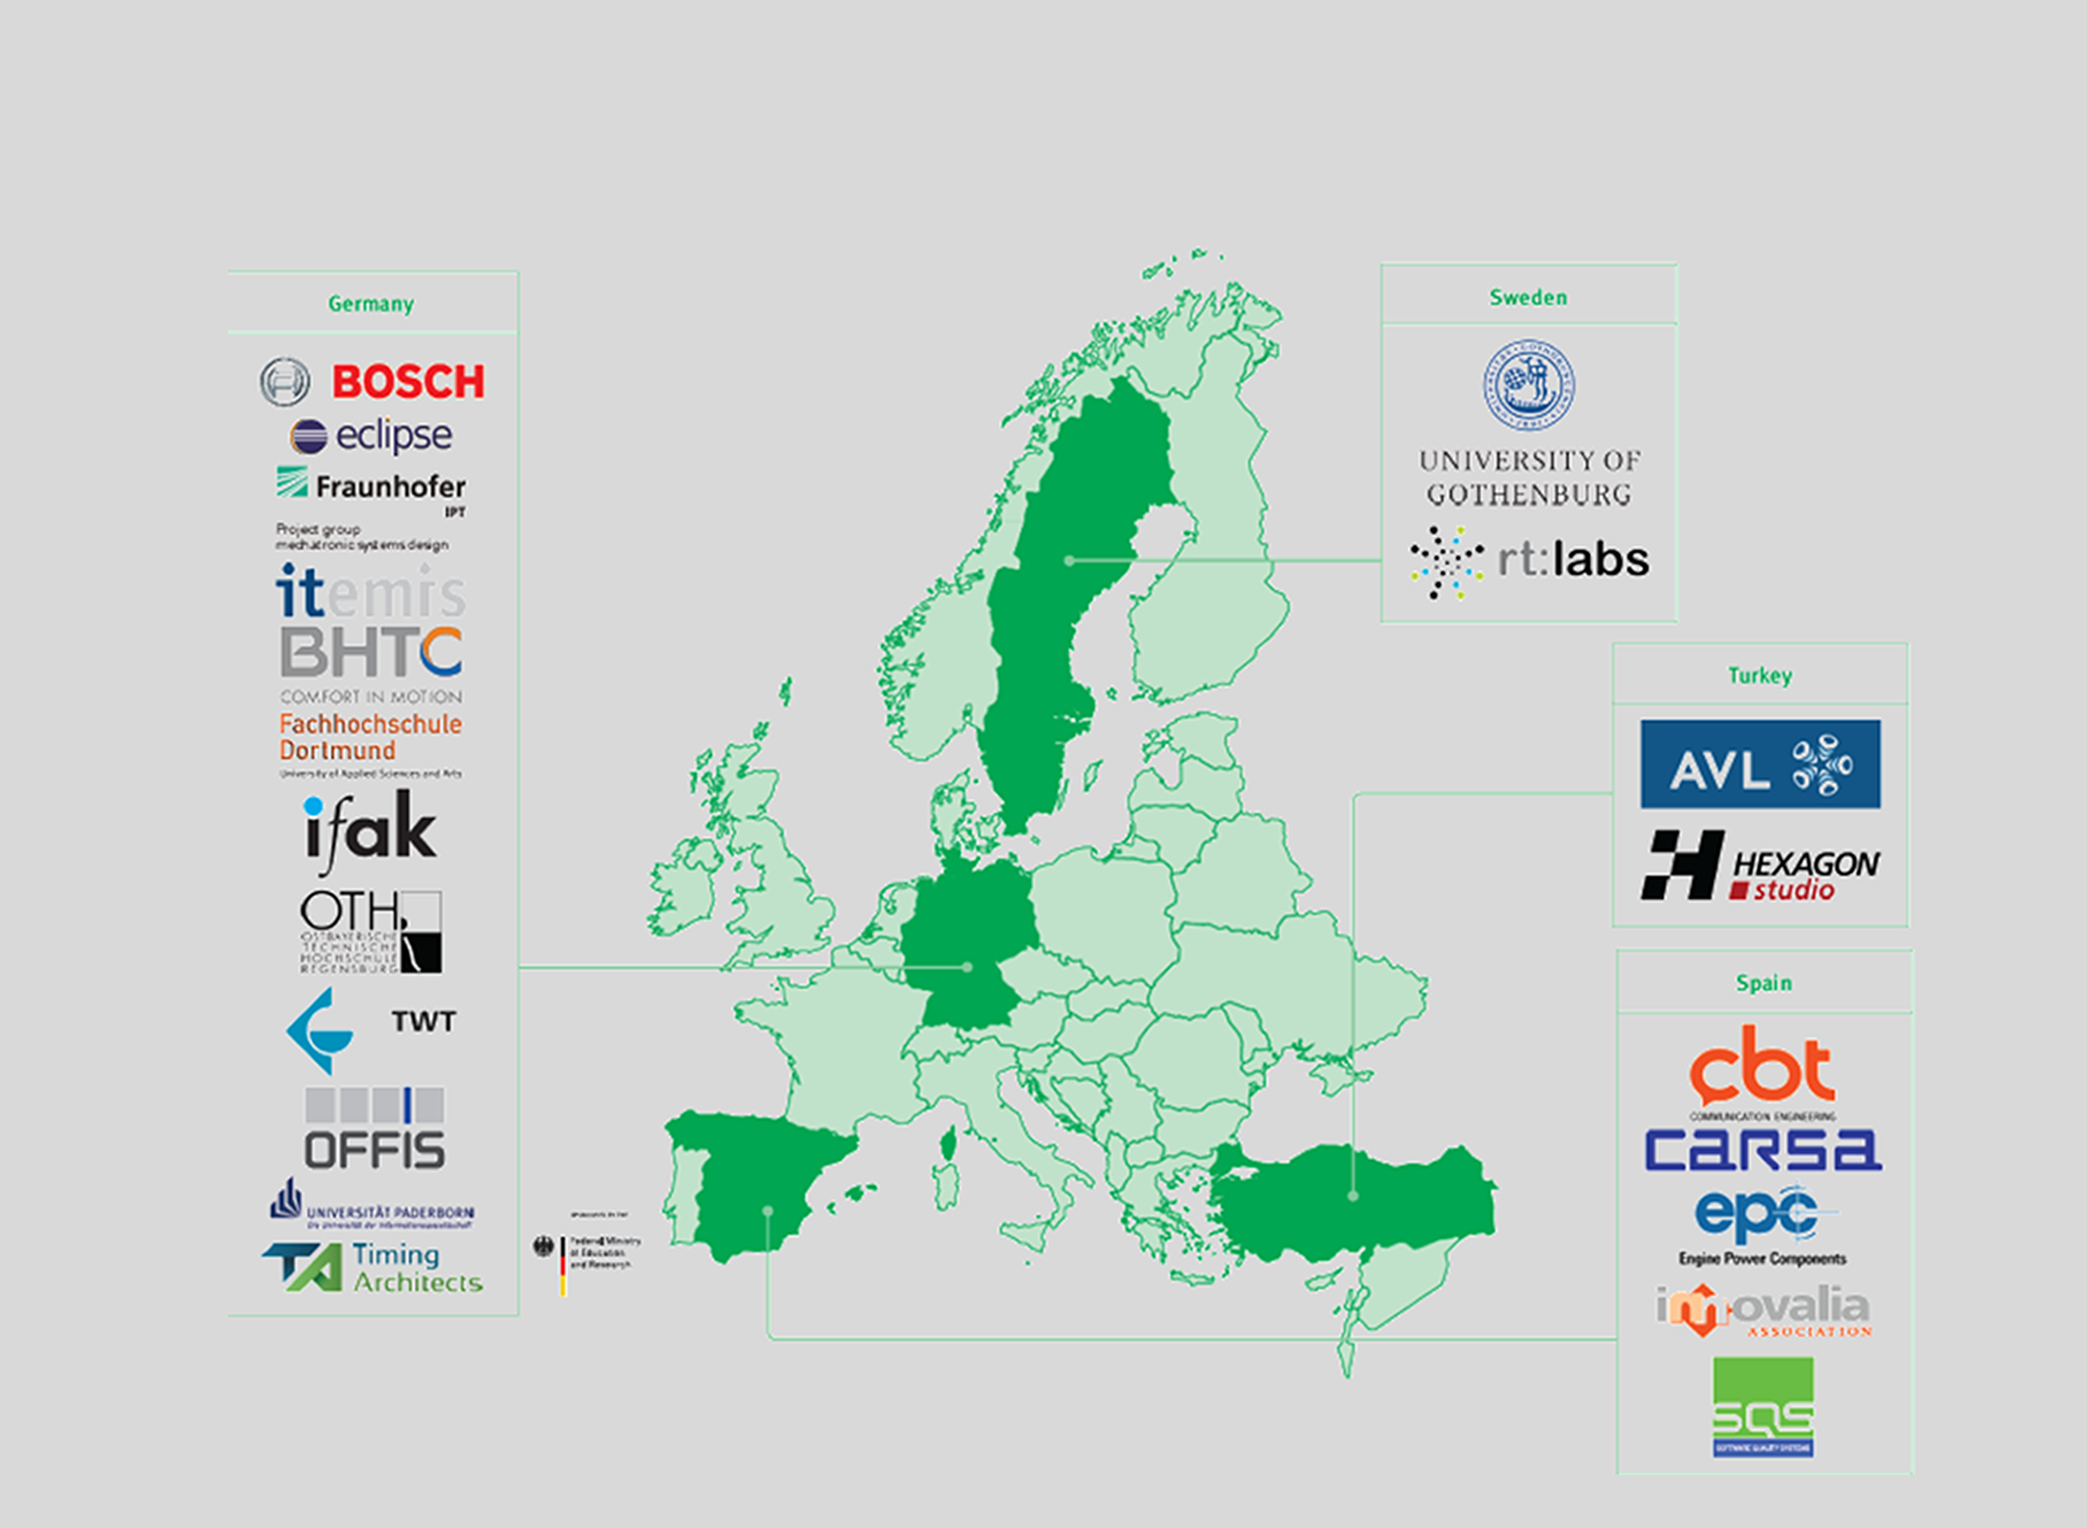 Germany
BOSCH
eclipse
Fraunhofer
IPT
Project group
mechatronic systems design
itemis
BHTC
COMFORT IN MOTION
Fachhochschule
Dortmund
University of Applied Sciences and Arts
ifak
OTH
OSTBAYERISCHE
TECHNISCHE
HOCHSCHULE
REGENSBURG
TWT
OFFIS
UNIVERSITÄT PADERBORN
Die Universität der Informationsgesellschaft
Timing
Architects
Federal Ministry
of Education
and Research
Sweden
UNIVERSITY OF
GOTHENBURG
rt:labs
Turkey
AVL
HEXAGON
studio
Spain
cbt
COMMUNICATION ENGINEERING
carsa
epc
Engine Power Components
innovalia
ASSOCIATION
SQS
SOFTWARE QUALITY SYSTEMS